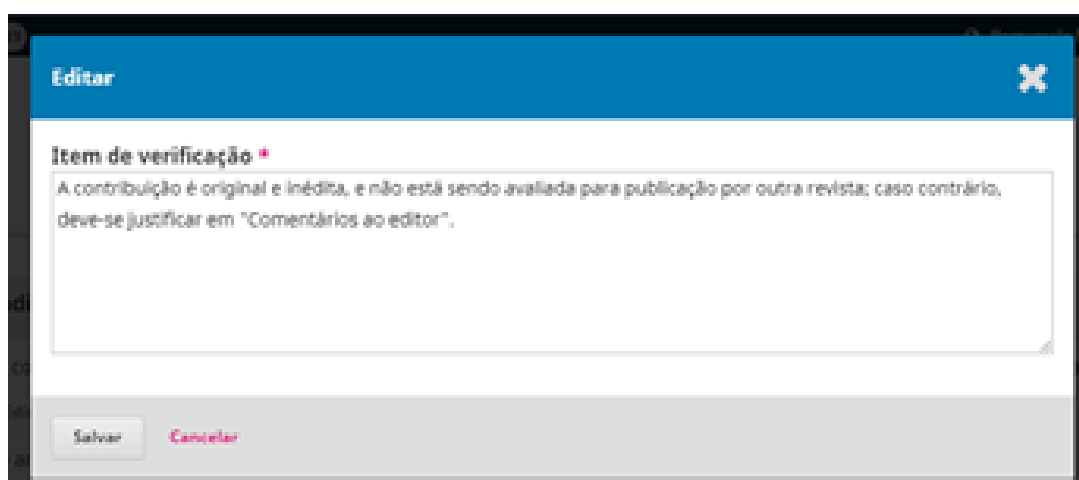 Editar
Item de verificação *
A contribuição é original e inédita, e não está sendo avaliada para publicação por outra revista; caso contrário,
deve-se justificar em "Comentários ao editor".
Salvar Cancelar